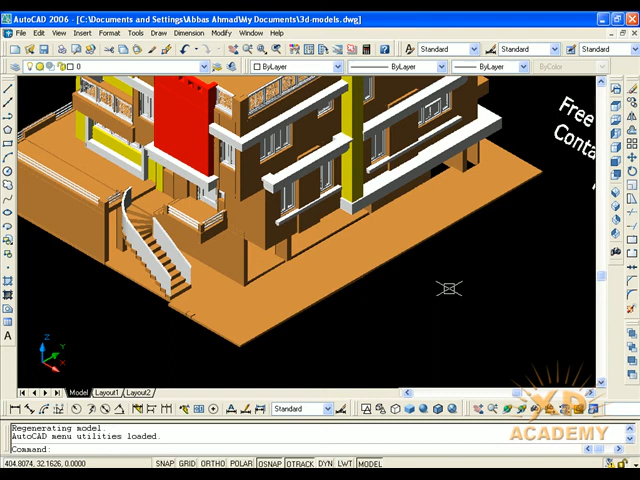 AutoCAD 2006 - [C:\Documents and Settings\Abbas Ahmad\My Documents\3d-models.dwg]
File Edit View Insert Format Tools Draw Dimension Modify Window Help
Standard Standard Standard
0 ByLayer ByLayer ByLayer ByColor
Free
Conta
Z
Y
X
Model Layout1 Layout2
Standard
XD
ACADEMY
Regenerating model.
AutoCAD menu utilities loaded.
Command:
404.8074, 32.1626, 0.0000 SNAP GRID ORTHO POLAR OSNAP OTRACK DYN LWT MODEL